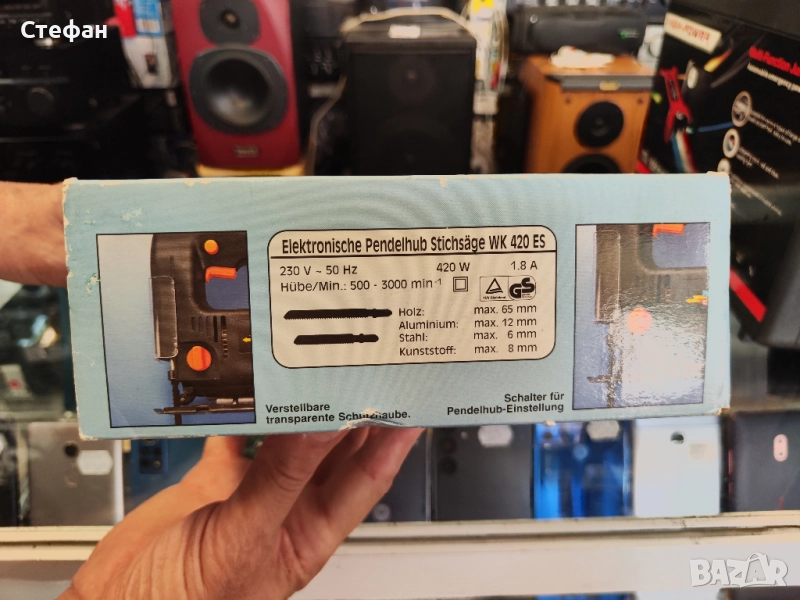 Стефан
Elektronische Pendelhub Stichsäge WK 420 ES
230 V ~ 50 Hz 420 W 1.8 A
Hübe/Min.: 500 - 3000 min⁻¹
GS
Holz: max. 65 mm
Aluminium: max. 12 mm
Stahl: max. 6 mm
Kunststoff: max. 8 mm
Verstellbare
transparente Schutzhaube.
Schalter für
Pendelhub-Einstellung
BAZAR